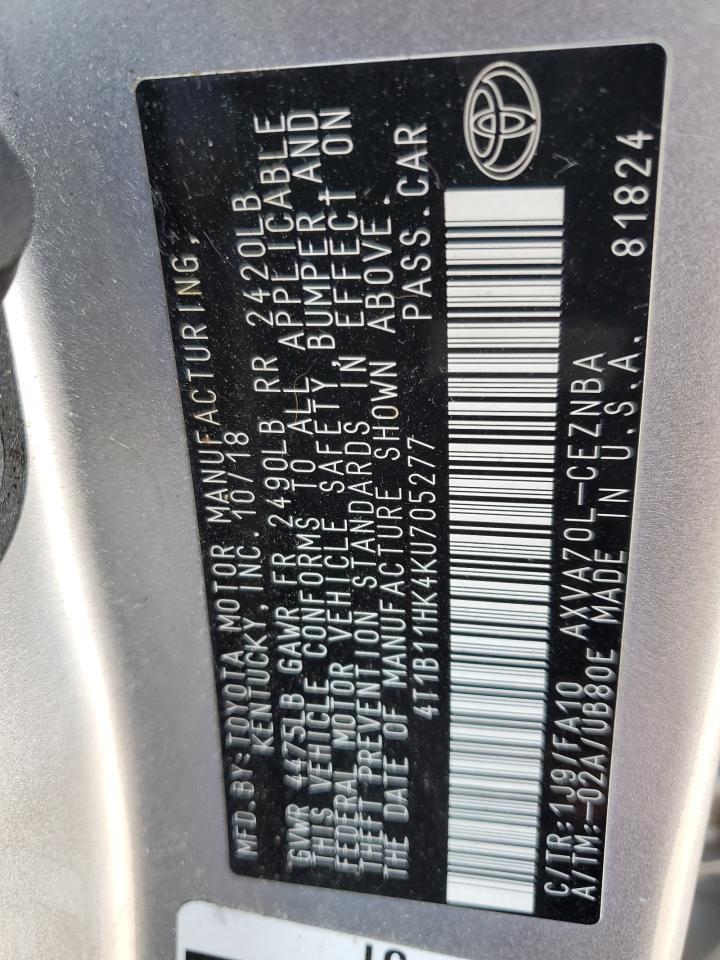 MFD.BY:TOYOTA MOTOR MANUFACTURING,
KENTUCKY, INC.10/18
GVWR 4475LB GAWR FR 2490LB RR 2420LB
THIS VEHICLE CONFORMS TO ALL APPLICABLE
FEDERAL MOTOR VEHICLE SAFETY,BUMPER AND
THEFT PREVENTION STANDARDS IN EFFECT ON
THE DATE OF MANUFACTURE SHOWN ABOVE.
4T1B11HK4KU705277 PASS.CAR
C/TR:1J9/FA10 AXVA70L-CEZNBA
A/TM:-02A/UB80E MADE IN U.S.A. 81824